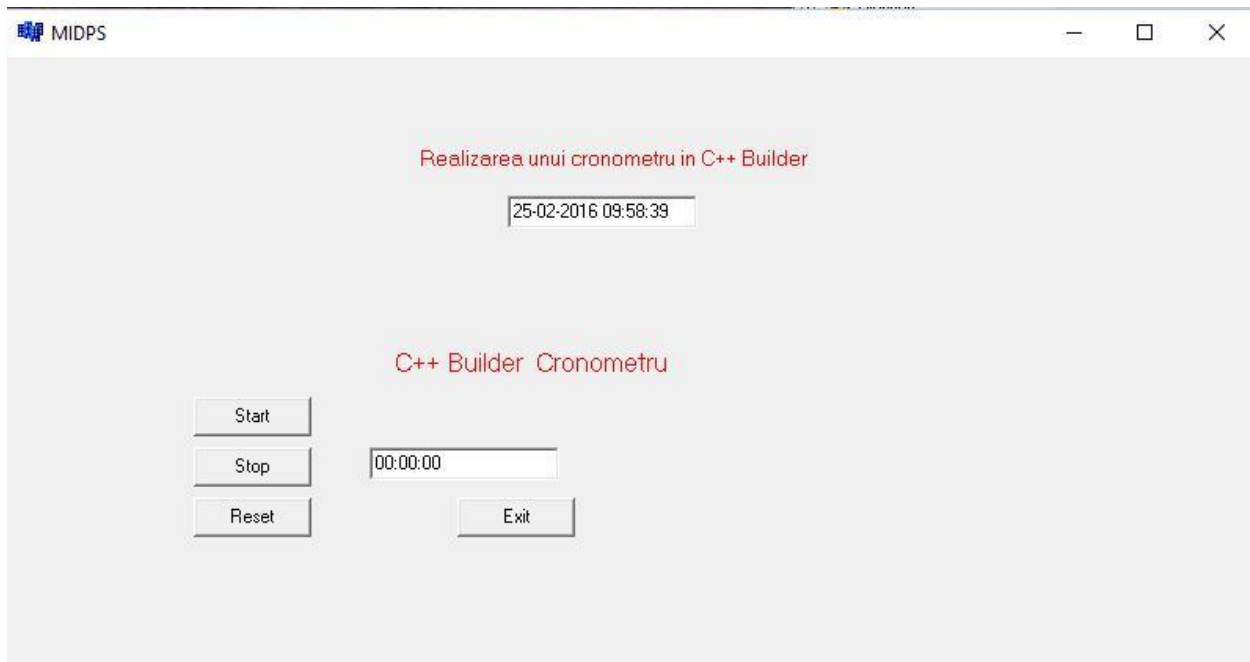 MIDPS
Realizarea unui cronometru in C++ Builder
25-02-2016 09:58:39
C++ Builder Cronometru
Start
Stop
00:00:00
Reset
Exit